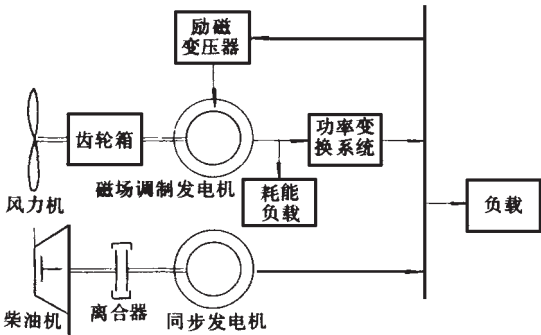 励磁
变压器
齿轮箱
功率变
换系统
风力机
磁场调制发电机
耗能
负载
负载
柴油机
离合器
同步发电机